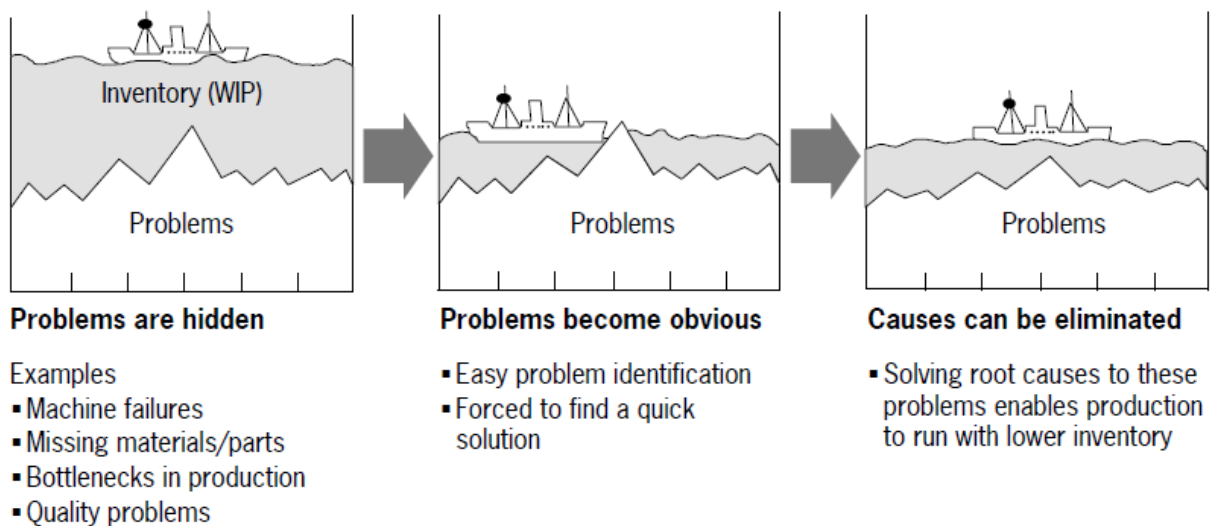 Inventory (WIP)
Problems
Problems
Problems
Problems are hidden
Examples
▪ Machine failures
▪ Missing materials/parts
▪ Bottlenecks in production
▪ Quality problems
Problems become obvious
▪ Easy problem identification
▪ Forced to find a quick
solution
Causes can be eliminated
▪ Solving root causes to these
problems enables production
to run with lower inventory